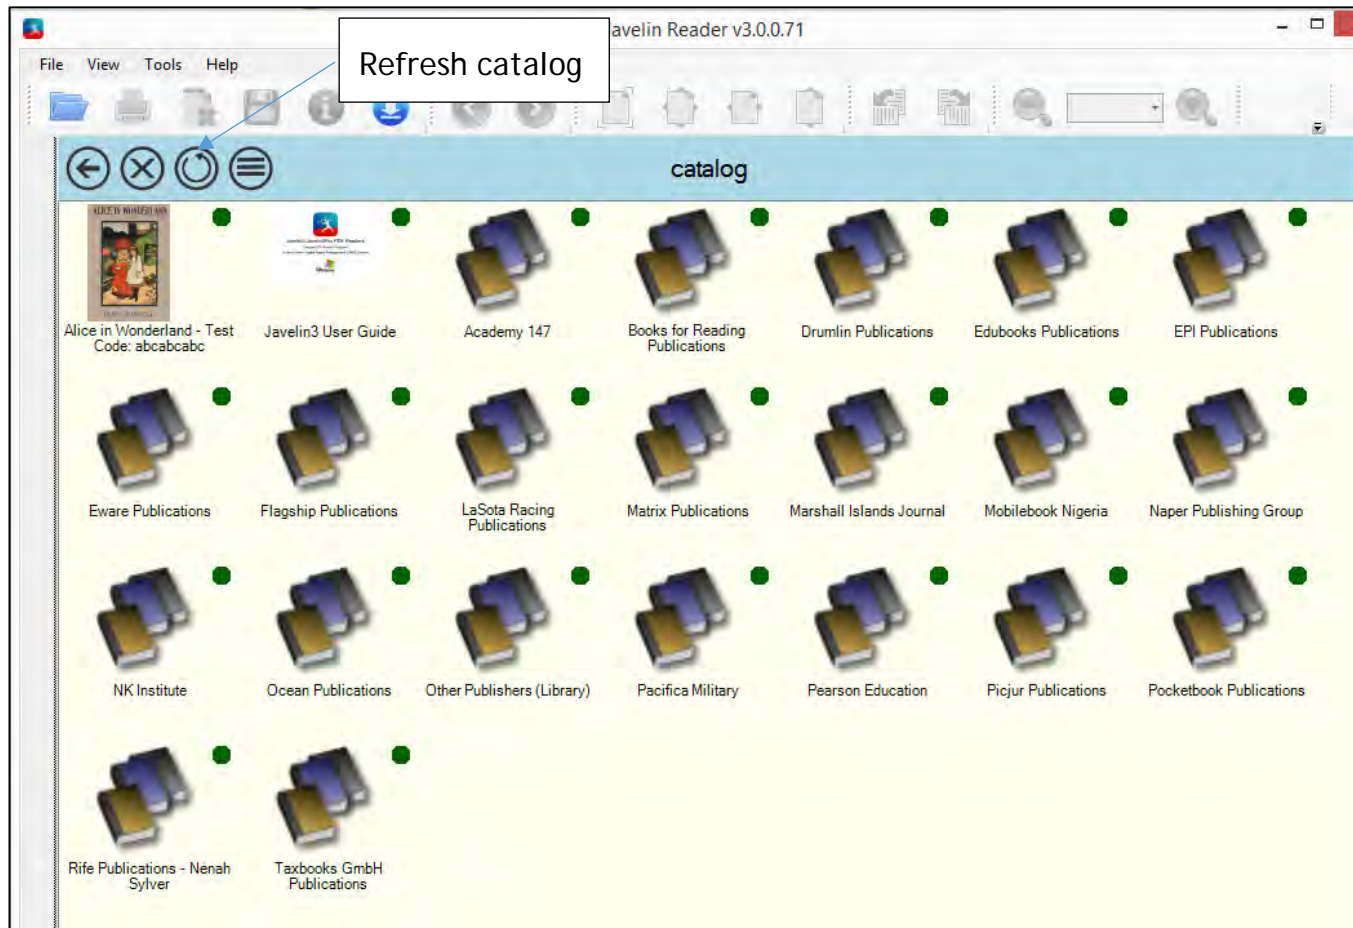 avelin Reader v3.0.0.71
File View Tools Help
Refresh catalog
catalog
ALICE IN WONDERLAND
Alice in Wonderland - Test
Code: abcabcabc
Javelin3 User Guide
Academy 147
Books for Reading
Publications
Drumlin Publications
Edubooks Publications
EPI Publications
Eware Publications
Flagship Publications
LaSota Racing
Publications
Matrix Publications
Marshall Islands Journal
Mobilebook Nigeria
Naper Publishing Group
NK Institute
Ocean Publications
Other Publishers (Library)
Pacifica Military
Pearson Education
Picjur Publications
Pocketbook Publications
Rife Publications - Nenah
Sylver
Taxbooks GmbH
Publications